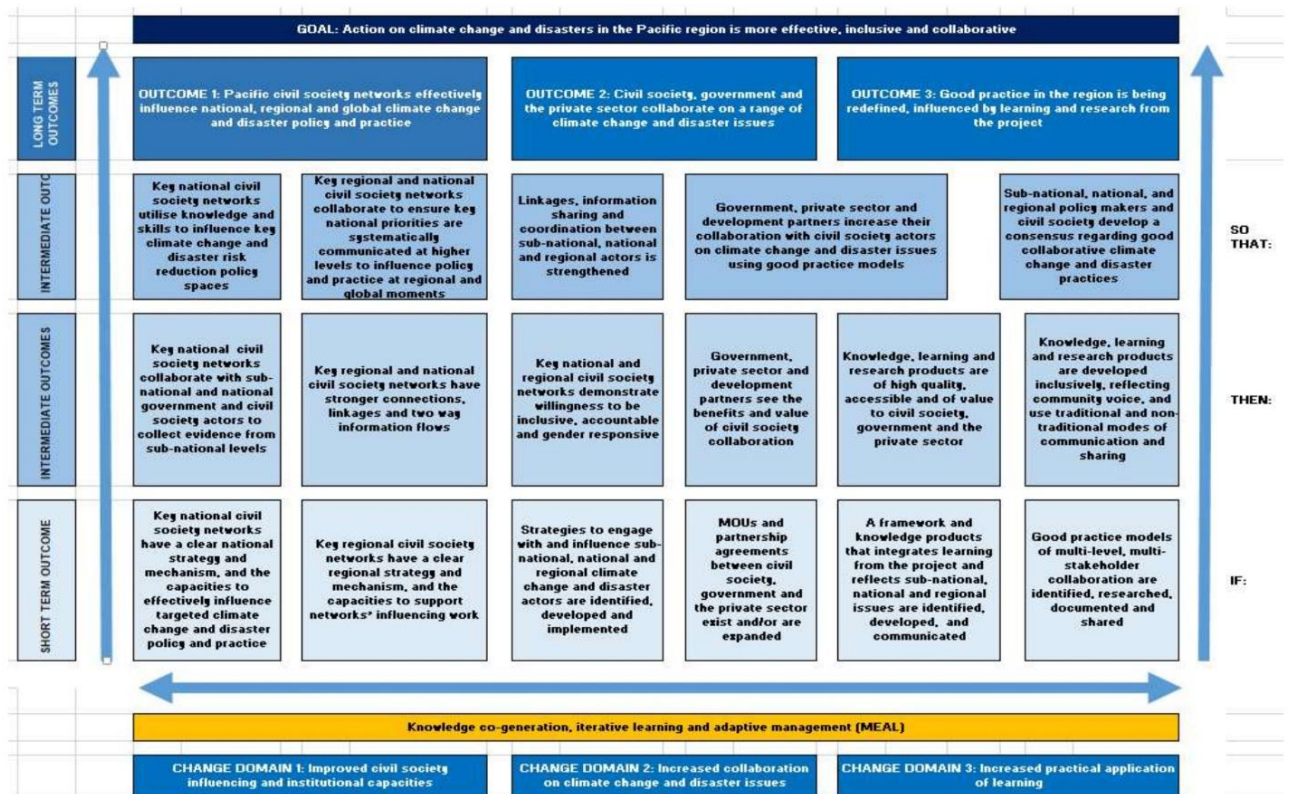 GOAL: Action on climate change and disasters in the Pacific region is more effective, inclusive and collaborative
LONG TERM
OUTCOMES
OUTCOME 1: Pacific civil society networks effectively
influence national, regional and global climate change
and disaster policy and practice
OUTCOME 2: Civil society, government and
the private sector collaborate on a range of
climate change and disaster issues
OUTCOME 3: Good practice in the region is being
redefined, influenced by learning and research from
the project
INTERMEDIATE OUTC
Key national civil
society networks
utilise knowledge and
skills to influence key
climate change and
disaster risk
reduction policy
spaces
Key regional and national
civil society networks
collaborate to ensure key
national priorities are
systematically
communicated at higher
levels to influence policy
and practice at regional and
global moments
Linkages, information
sharing and
coordination between
sub-national, national
and regional actors is
strengthened
Government, private sector and
development partners increase their
collaboration with civil society actors
on climate change and disaster issues
using good practice models
Sub-national, national, and
regional policy makers and
civil society develop a
consensus regarding good
collaborative climate
change and disaster
practices
SO
THAT:
INTERMEDIATE OUTCOMES
Key national civil
society networks
collaborate with sub-
national and national
government and civil
society actors to
collect evidence from
sub-national levels
Key regional and national
civil society networks have
stronger connections,
linkages and two way
information flows
Key national and
regional civil society
networks demonstrate
willingness to be
inclusive, accountable
and gender responsive
Government,
private sector and
development
partners see the
benefits and value
of civil society
collaboration
Knowledge, learning and
research products are
of high quality,
accessible and of value
to civil society,
government and the
private sector
Knowledge, learning
and research products
are developed
inclusively, reflecting
community voice, and
use traditional and non-
traditional modes of
communication and
sharing
THEN:
SHORT TERM OUTCOME
Key national civil
society networks
have a clear national
strategy and
mechanism, and the
capacities to
effectively influence
targeted climate
change and disaster
policy and practice
Key regional civil society
networks have a clear
regional strategy and
mechanism, and the
capacities to support
networks' influencing work
Strategies to engage
with and influence sub-
national, national and
regional climate
change and disaster
actors are identified,
developed and
implemented
MOUs and
partnership
agreements
between civil
society,
government and
the private sector
exist and/or are
expanded
A framework and
knowledge products
that integrates learning
from the project and
reflects sub-national,
national and regional
issues are identified,
developed, and
communicated
Good practice models
of multi-level, multi-
stakeholder
collaboration are
identified, researched,
documented and
shared
IF:
Knowledge co-generation, iterative learning and adaptive management (MEAL)
CHANGE DOMAIN 1: Improved civil society
influencing and institutional capacities
CHANGE DOMAIN 2: Increased collaboration
on climate change and disaster issues
CHANGE DOMAIN 3: Increased practical application
of learning